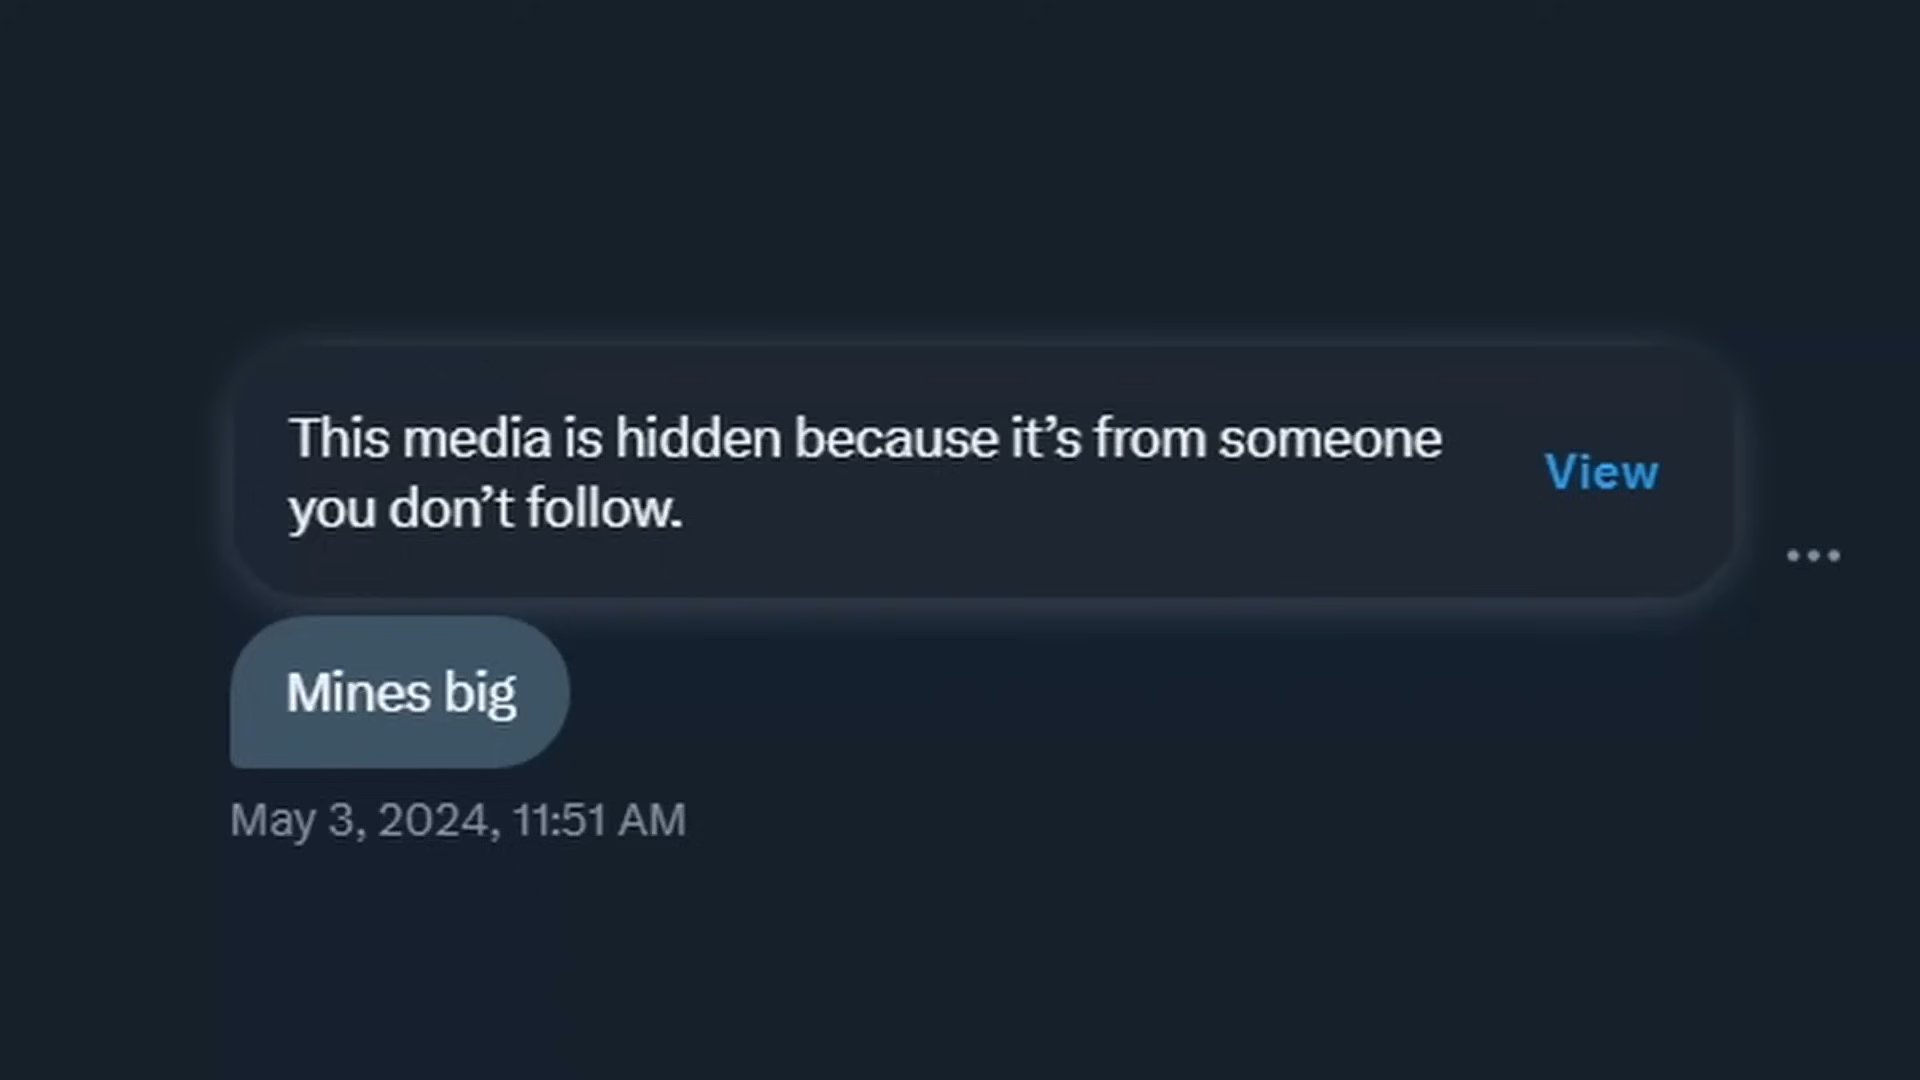 This media is hidden because it’s from someone
you don’t follow.
View
Mines big
May 3, 2024, 11:51 AM